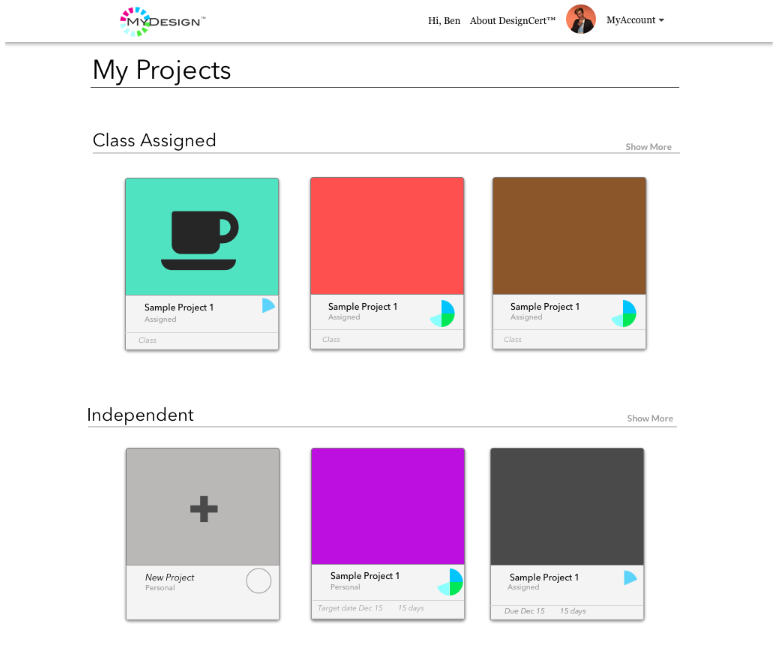 MYDESIGN™
Hi, Ben About DesignCert™ MyAccount
My Projects
Class Assigned
Show More
Sample Project 1
Assigned
Class
Sample Project 1
Assigned
Class
Sample Project 1
Assigned
Class
Independent
Show More
New Project
Personal
Sample Project 1
Personal
Target date Dec 15 15 days
Sample Project 1
Assigned
Due Dec 15 15 days